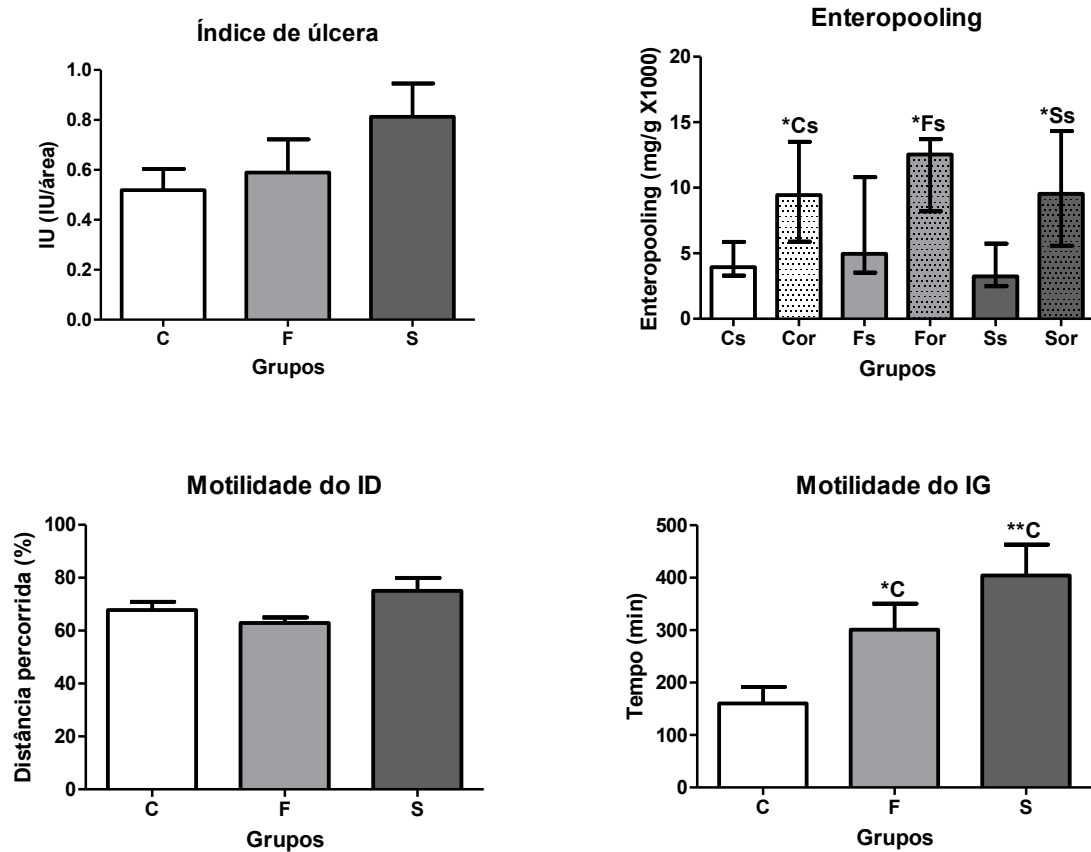 Índice de úlcera
IU (IU/área)
1.0
0.8
0.6
0.4
0.2
0.0
C F S
Grupos
Enteropooling
Enteropooling (mg/g X1000)
20
15
10
5
0
*Cs *Fs *Ss
Cs Cor Fs For Ss Sor
Grupos
Motilidade do ID
Distância percorrida (%)
100
80
60
40
20
0
C F S
Grupos
Motilidade do IG
Tempo (min)
500
400
300
200
100
0
*C **C
C F S
Grupos